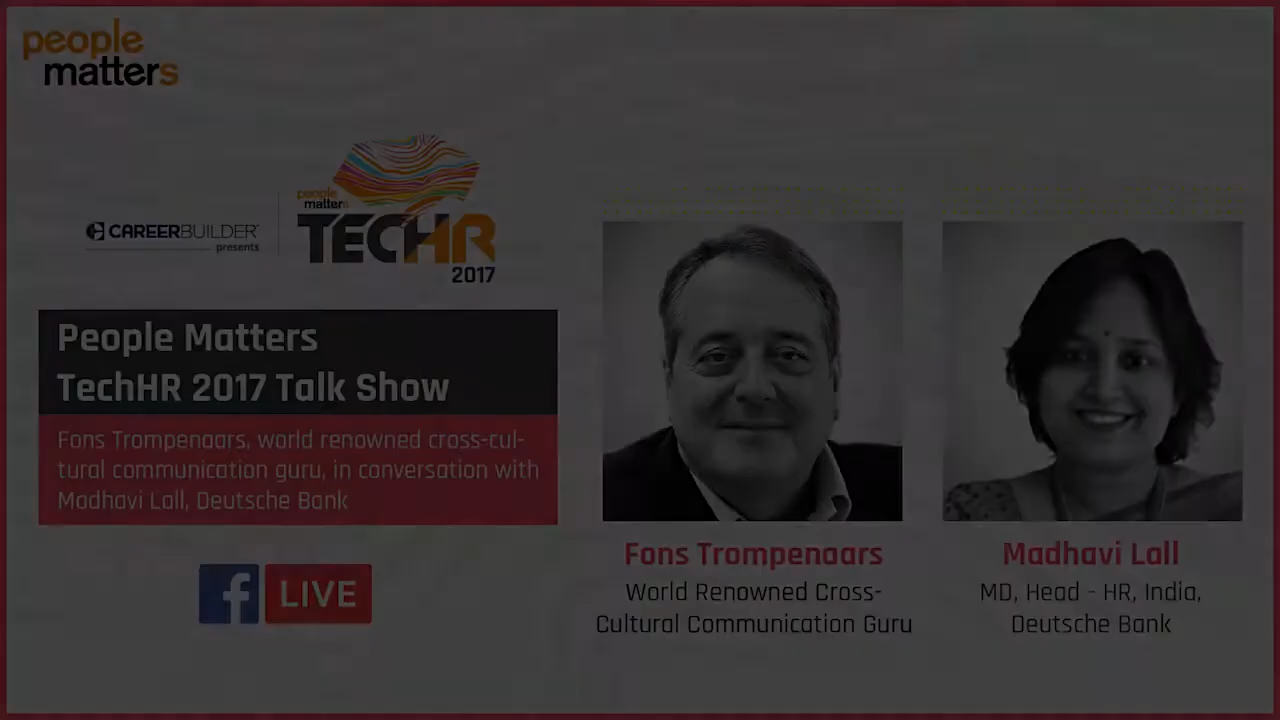 people
matters
CAREERBUILDER
presents
people
matters
TECHR
2017
People Matters
TechHR 2017 Talk Show
Fons Trompenaars, world renowned cross-cul-
tural communication guru, in conversation with
Madhavi Lall, Deutsche Bank
f LIVE
Fons Trompenaars
World Renowned Cross-
Cultural Communication Guru
Madhavi Lall
MD, Head - HR, India,
Deutsche Bank